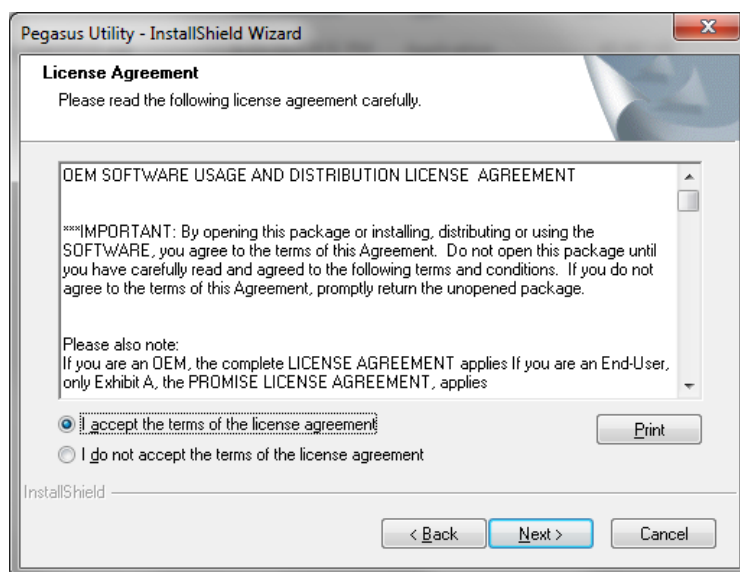 Pegasus Utility - InstallShield Wizard
License Agreement
Please read the following license agreement carefully.
OEM SOFTWARE USAGE AND DISTRIBUTION LICENSE AGREEMENT
***IMPORTANT: By opening this package or installing, distributing or using the
SOFTWARE, you agree to the terms of this Agreement. Do not open this package until
you have carefully read and agreed to the following terms and conditions. If you do not
agree to the terms of this Agreement, promptly return the unopened package.
Please also note:
If you are an OEM, the complete LICENSE AGREEMENT applies If you are an End-User,
only Exhibit A, the PROMISE LICENSE AGREEMENT, applies
I accept the terms of the license agreement
Print
I do not accept the terms of the license agreement
InstallShield
< Back
Next >
Cancel